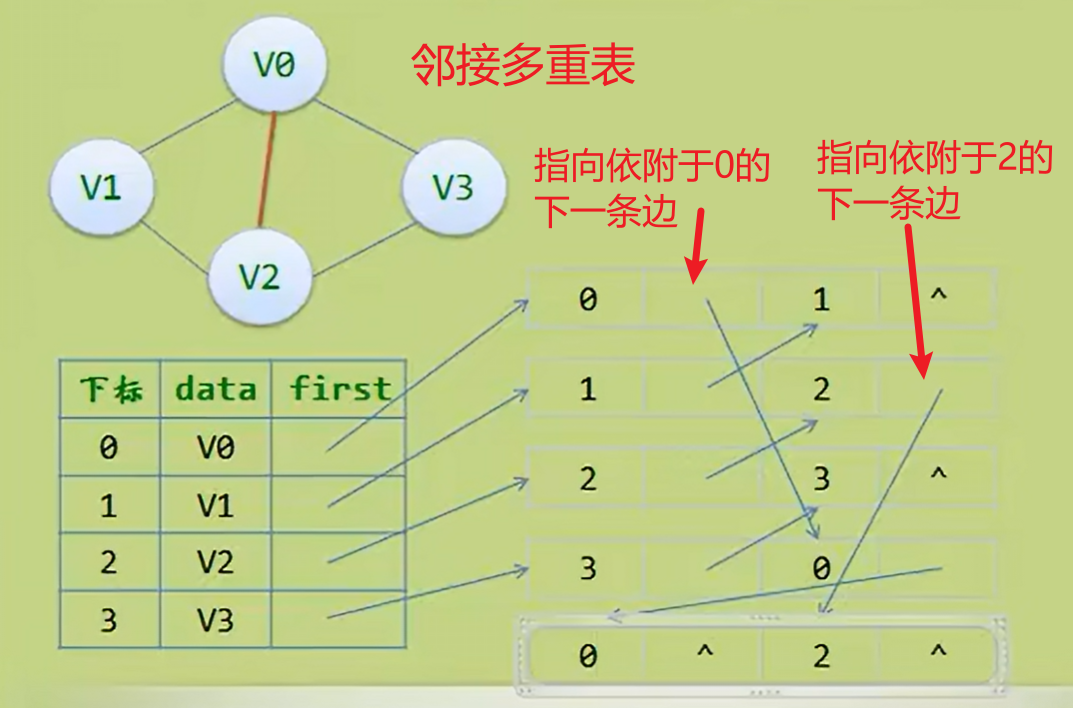 V0
邻接多重表
V1
V3
V2
指向依附于0的
下一条边
指向依附于2的
下一条边
下标 data first
0 V0
1 V1
2 V2
3 V3
0 1 ^
1 2
2 3 ^
3 0
0 ^ 2 ^